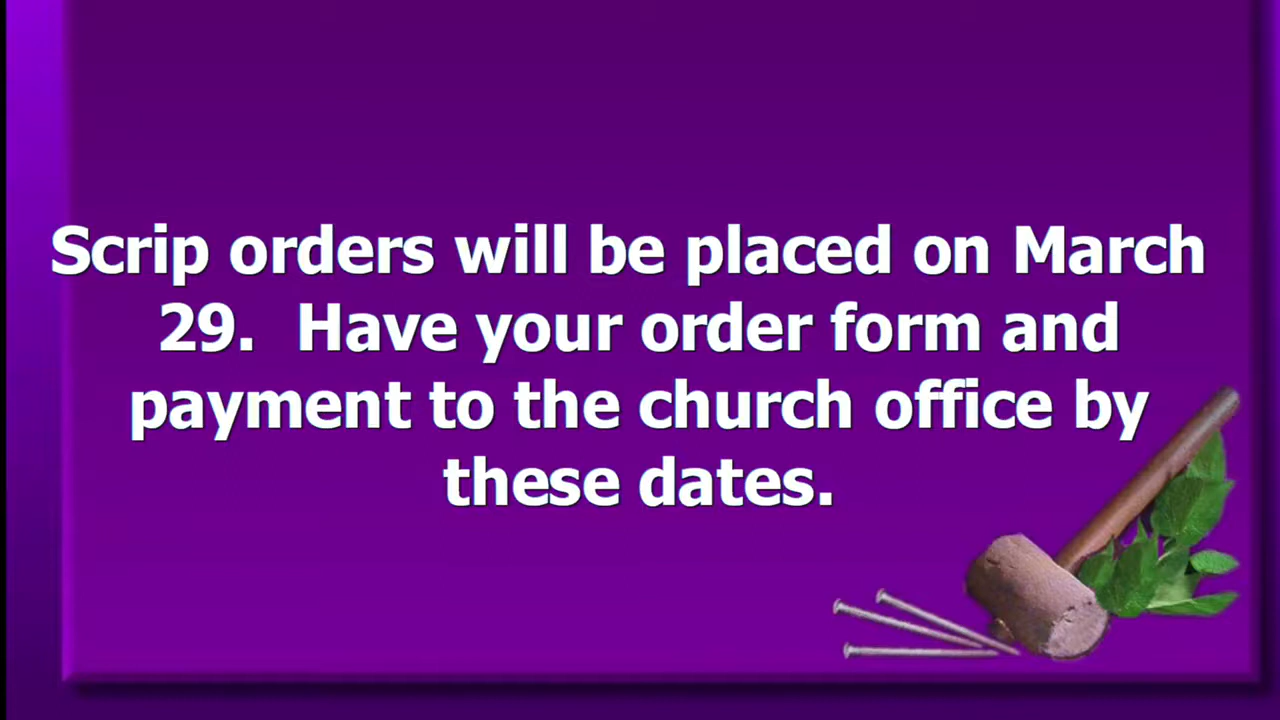 Scrip orders will be placed on March
29.  Have your order form and
payment to the church office by
these dates.